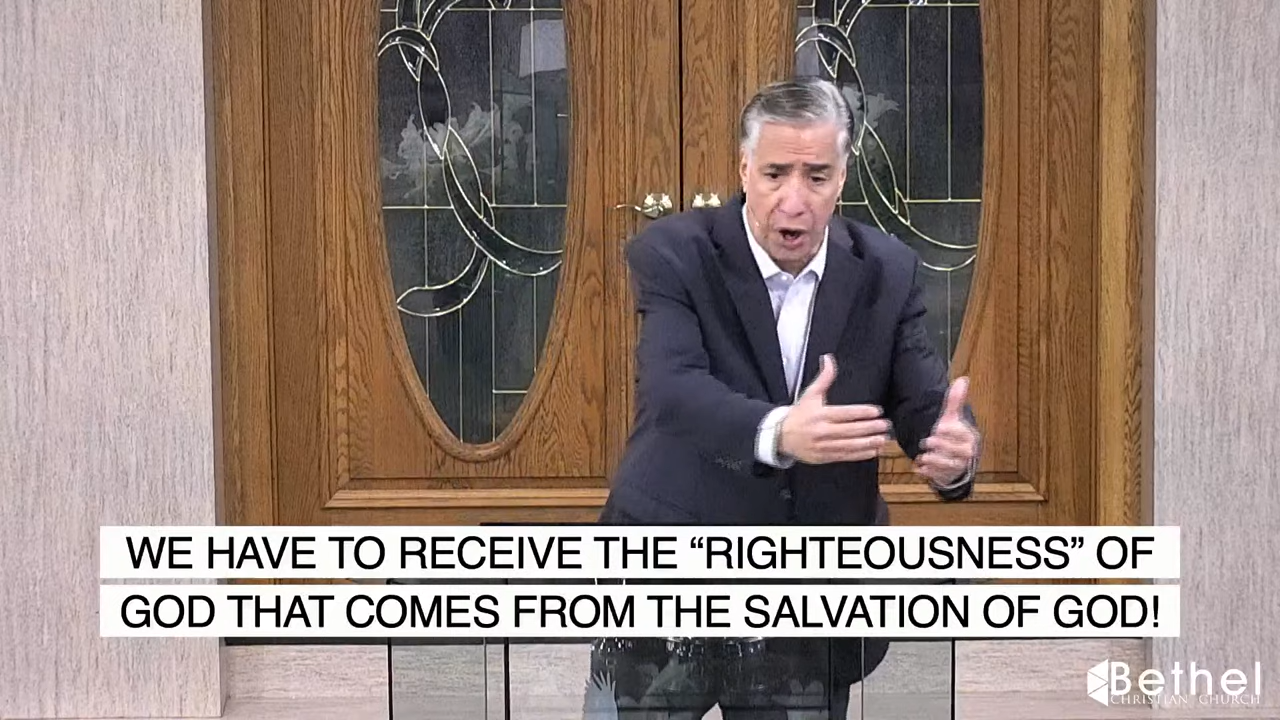 WE HAVE TO RECEIVE THE “RIGHTEOUSNESS” OF
GOD THAT COMES FROM THE SALVATION OF GOD!
Bethel
CHRISTIAN CHURCH